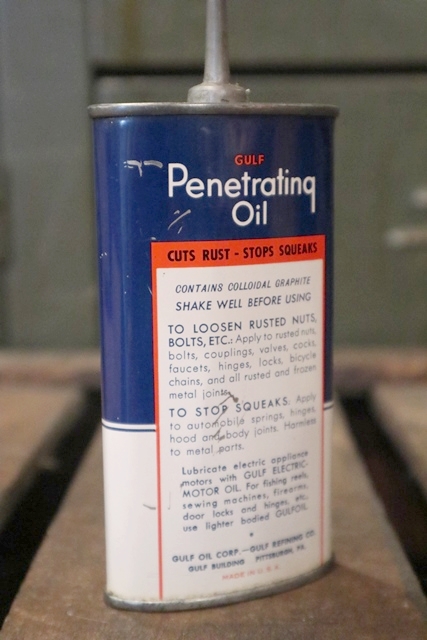 GULF
Penetrating
Oil
CUTS RUST - STOPS SQUEAKS
CONTAINS COLLOIDAL GRAPHITE
SHAKE WELL BEFORE USING
TO LOOSEN RUSTED NUTS,
BOLTS, ETC.: Apply to rusted nuts,
bolts, couplings, valves, cocks,
faucets, hinges, locks, bicycle
chains, and all rusted and frozen
metal joints.
TO STOP SQUEAKS: Apply
to automobile springs, hinges,
hood and body joints. Harmless
to metal parts.
Lubricate electric appliance
motors with GULF ELECTRIC-
MOTOR OIL. For fishing reels,
sewing machines, firearms,
door locks and hinges, etc.
use lighter bodied GULFOIL.
GULF OIL CORP.—GULF REFINING CO.
GULF BUILDING PITTSBURGH, PA.
MADE IN U.S.A.